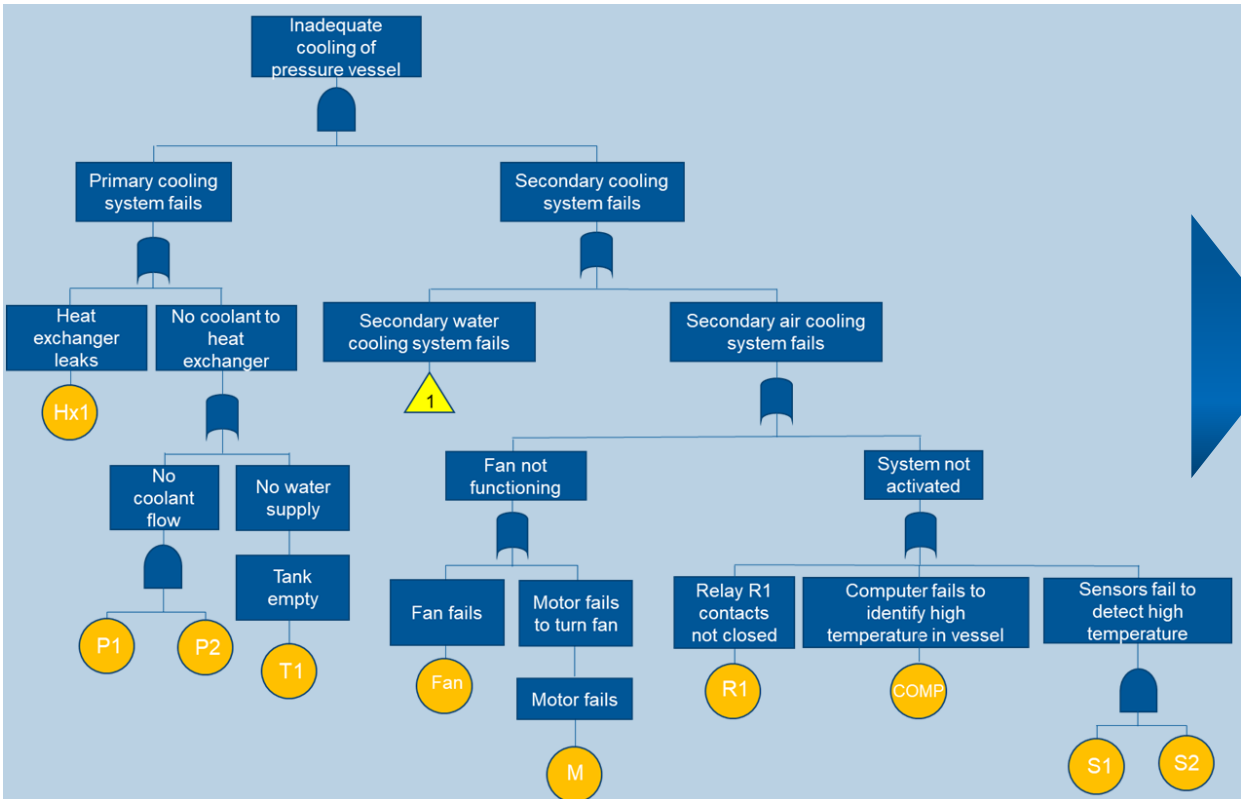 Inadequate
cooling of
pressure vessel
Primary cooling
system fails
Secondary cooling
system fails
Heat
exchanger
leaks
No coolant to
heat
exchanger
Secondary water
cooling system fails
Secondary air cooling
system fails
Hx1
1
No
coolant
flow
No water
supply
Fan not
functioning
System not
activated
Tank
empty
Fan fails
Motor fails
to turn fan
Relay R1
contacts
not closed
Computer fails to
identify high
temperature in vessel
Sensors fail to
detect high
temperature
P1
P2
T1
Fan
Motor fails
R1
COMP
M
S1
S2